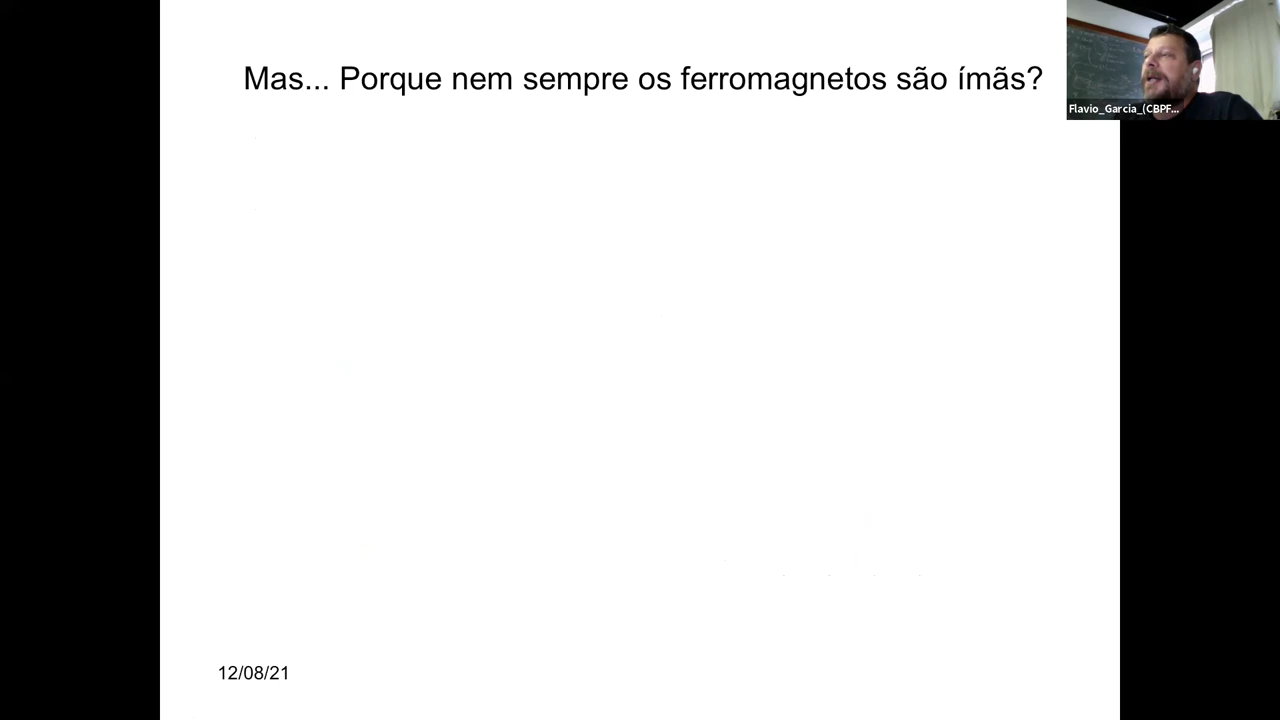 Mas... Porque nem sempre os ferromagnetos são ímãs?
Flavio_Garcia_(CBPF...
12/08/21